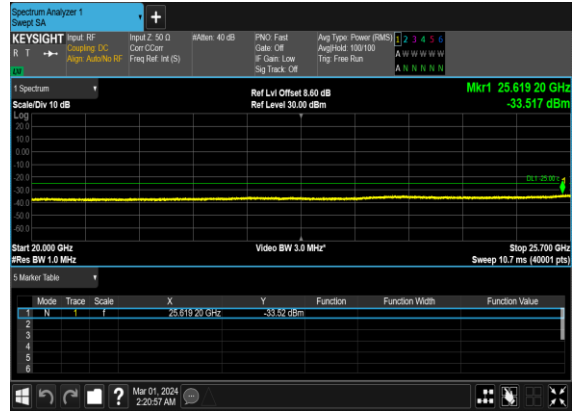 Spectrum Analyzer 1
Swept SA
+
KEYSIGHT Input: RF Input Z: 50 Ω #Atten: 40 dB PNO: Fast Avg Type: Power (RMS) 1 2 3 4 5 6
R T Coupling: DC Corr CCorr Gate: Off Avg|Hold: 100/100 A W W W W W
Align: Auto/No RF Freq Ref: Int (S) IF Gain: Low Trig: Free Run
Sig Track: Off A N N N N N
1 Spectrum Ref Lvl Offset 8.60 dB Mkr1 25.619 20 GHz
Scale/Div 10 dB Ref Level 30.00 dBm -33.517 dBm
Log
20.0
10.0
0.00
-10.0
-20.0
DL1 -25.00
-30.0
-40.0
-50.0
-60.0
Start 20.000 GHz Video BW 3.0 MHz* Stop 25.700 GHz
#Res BW 1.0 MHz Sweep 10.7 ms (40001 pts)
5 Marker Table
Mode Trace Scale X Y Function Function Width Function Value
1 N 1 f 25.619 20 GHz -33.52 dBm
2
3
4
5
6
? Mar 01, 2024
2:20:57 AM